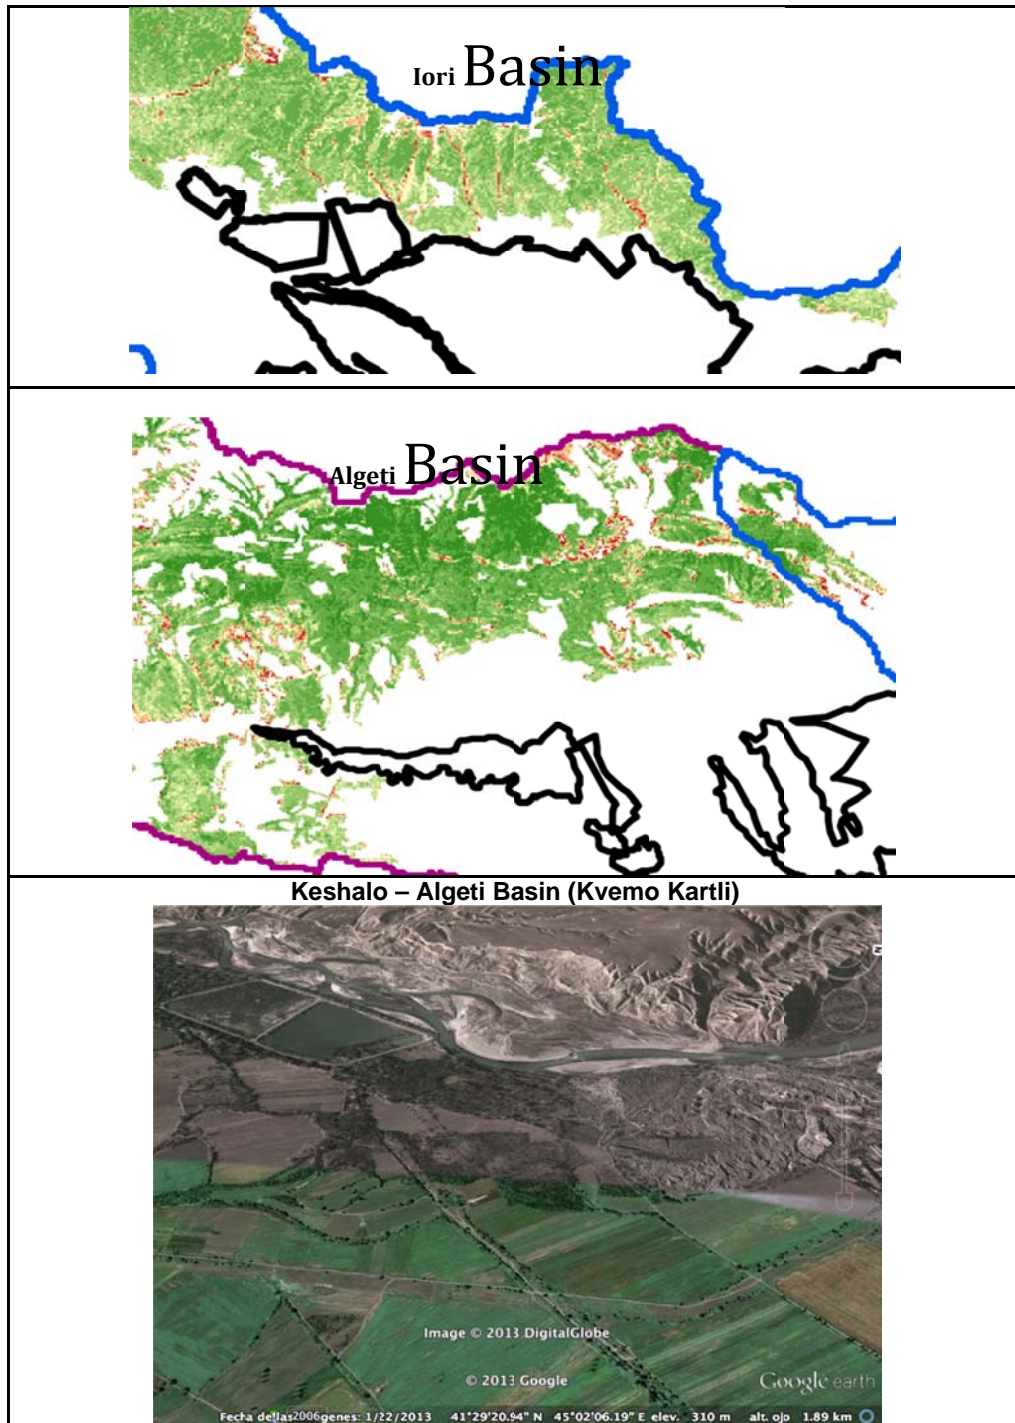 Iori Basin
Algeti Basin
Keshalo – Algeti Basin (Kvemo Kartli)
Image © 2013 DigitalGlobe
© 2013 Google
Google earth
Fecha de las 2006genes: 1/22/2013 41°29'20.94" N 45°02'06.19" E elev. 310 m alt. ojo 1.89 km